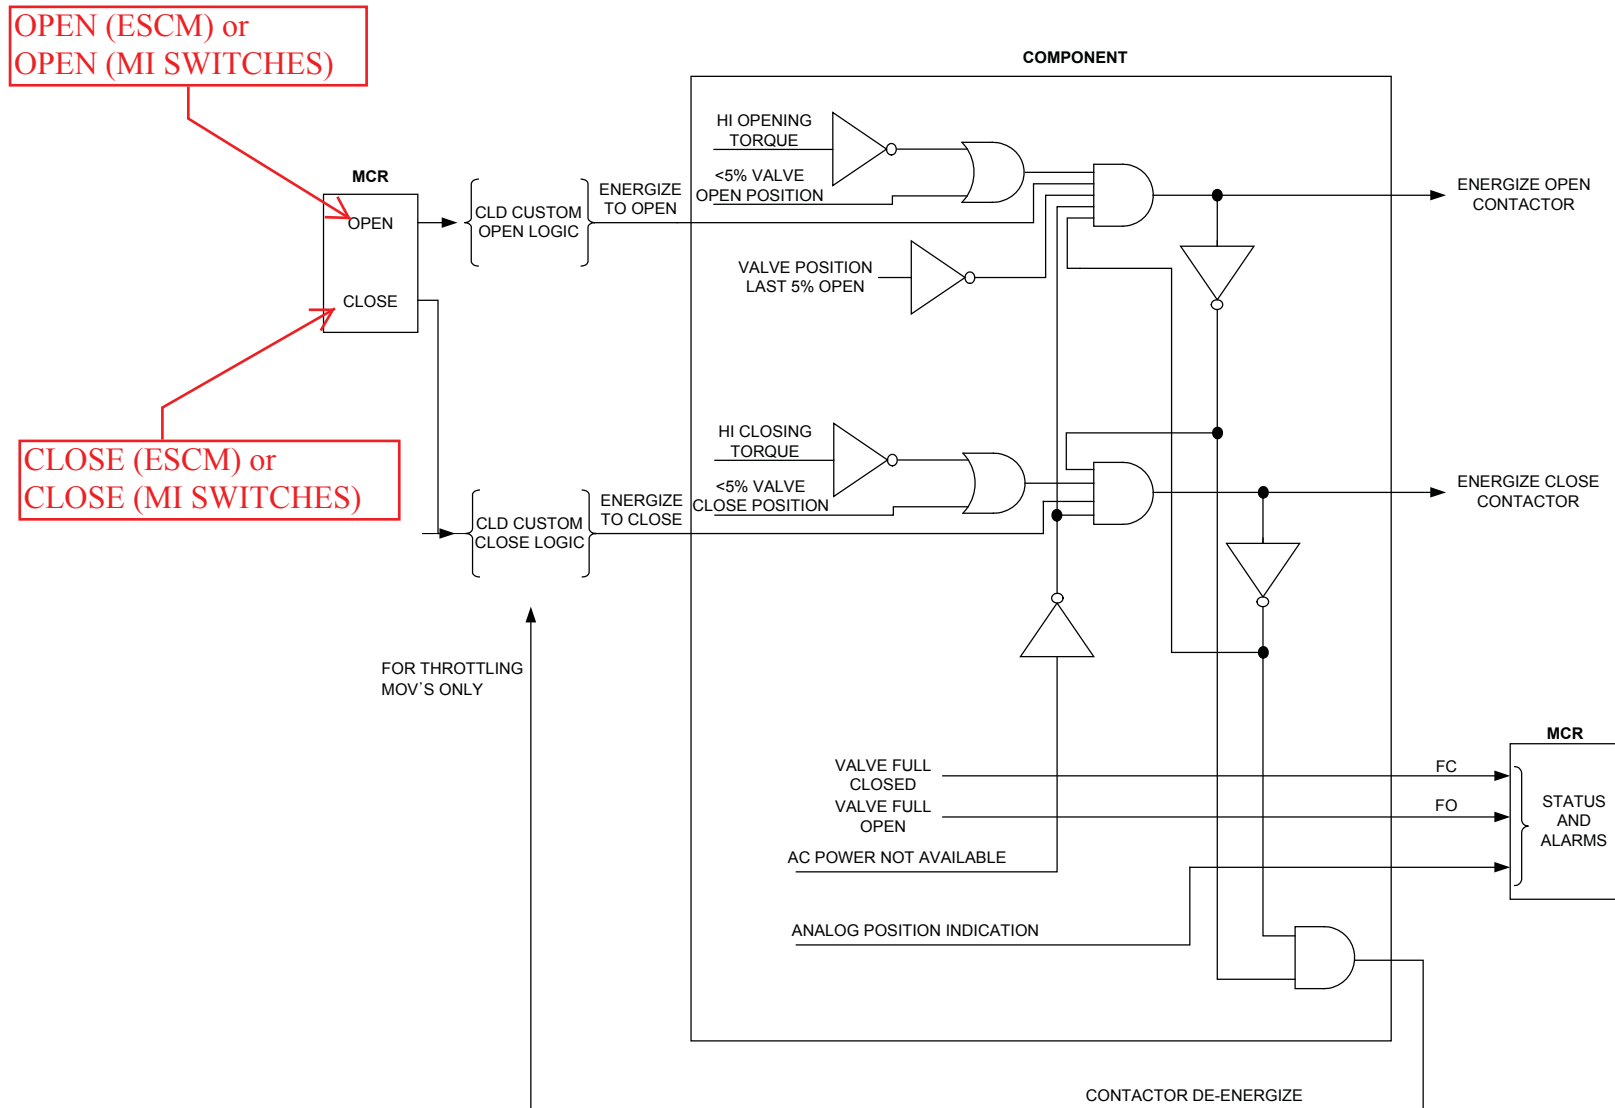 OPEN (ESCM) or
OPEN (MI SWITCHES)
COMPONENT
HI OPENING
TORQUE
<5% VALVE
OPEN POSITION
MCR
OPEN
CLOSE
CLD CUSTOM
OPEN LOGIC
ENERGIZE
TO OPEN
ENERGIZE OPEN
CONTACTOR
VALVE POSITION
LAST 5% OPEN
CLOSE (ESCM) or
CLOSE (MI SWITCHES)
HI CLOSING
TORQUE
<5% VALVE
CLOSE POSITION
CLD CUSTOM
CLOSE LOGIC
ENERGIZE
TO CLOSE
ENERGIZE CLOSE
CONTACTOR
FOR THROTTLING
MOV'S ONLY
VALVE FULL
CLOSED
FC
VALVE FULL
OPEN
FO
MCR
STATUS
AND
ALARMS
AC POWER NOT AVAILABLE
ANALOG POSITION INDICATION
CONTACTOR DE-ENERGIZE